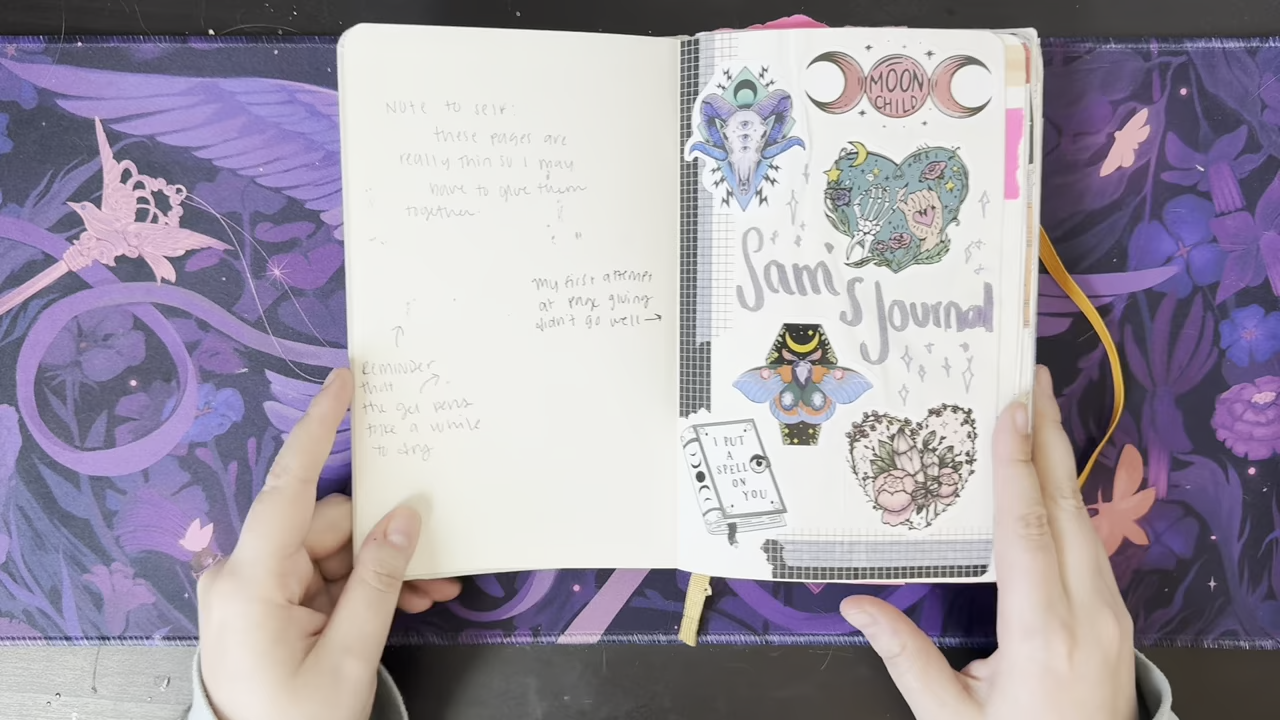 Note to self:
these pages are
really thin so I may
have to glue them
together.
My first attempt
at page gluing
didn't go well →
Reminder
that
the gel pens
take a while
to dry
MOON
CHILD
Sam's Journal
I PUT
A
SPELL
ON
YOU